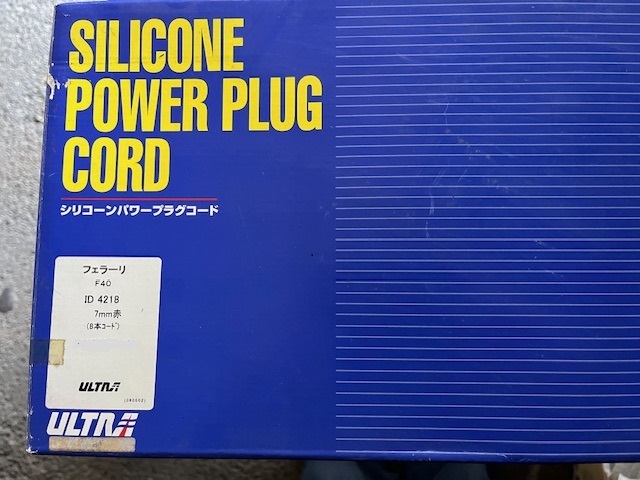 SILICONE
POWER PLUG
CORD
シリコーンパワープラグコード
フェラーリ
F40
ID 4218
7mm赤
(8本コード)
ULTRA
ULTRA